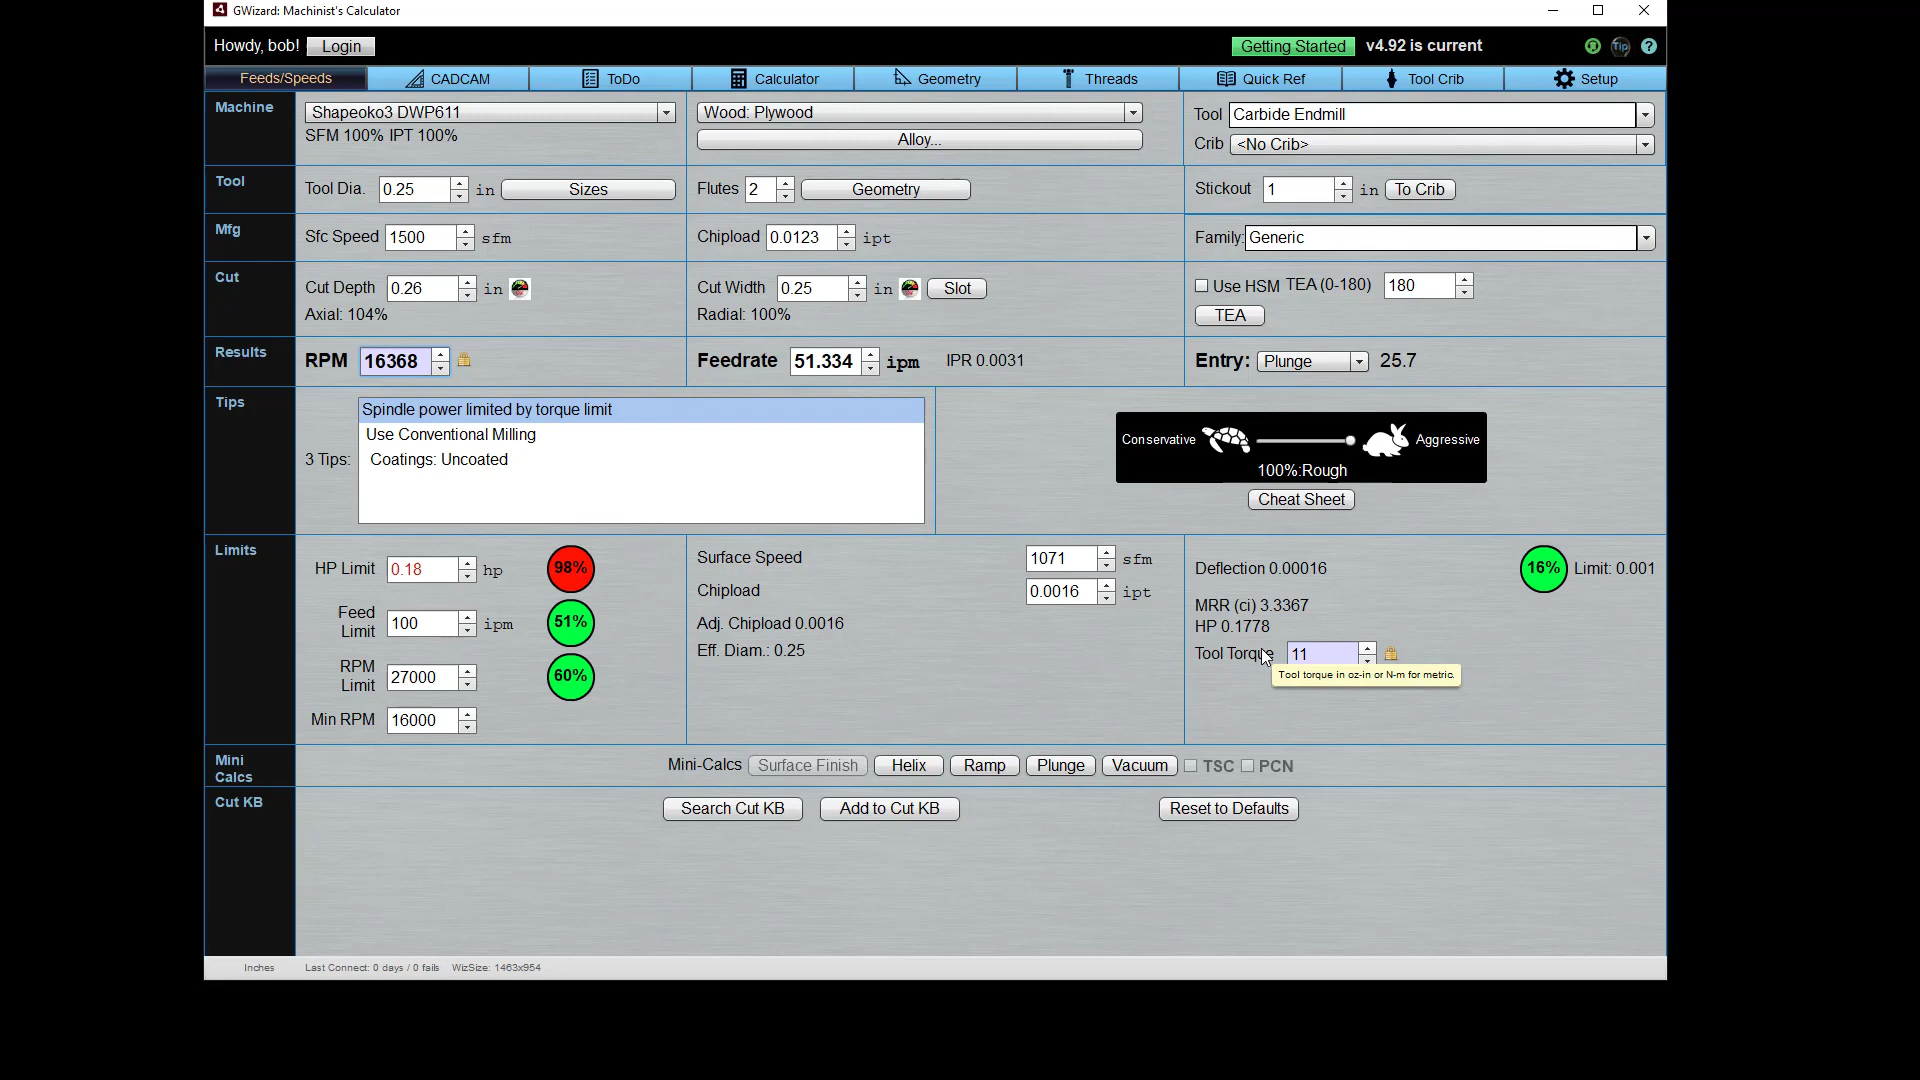 GWizard: Machinist's Calculator
Howdy, bob! Login Getting Started v4.92 is current Tip ?
Feeds/Speeds CADCAM ToDo Calculator Geometry Threads Quick Ref Tool Crib Setup
Machine Shapeoko3 DWP611 Wood: Plywood Tool Carbide Endmill
SFM 100% IPT 100% Alloy... Crib <No Crib>
Tool Tool Dia. 0.25 in Sizes Flutes 2 Geometry Stickout 1 in To Crib
Mfg Sfc Speed 1500 sfm Chipload 0.0123 ipt Family: Generic
Cut Cut Depth 0.26 in Cut Width 0.25 in Slot Use HSM TEA (0-180) 180
Axial: 104% Radial: 100% TEA
Results RPM 16368 Feedrate 51.334 ipm IPR 0.0031 Entry: Plunge 25.7
Tips
3 Tips:
Spindle power limited by torque limit
Use Conventional Milling
Coatings: Uncoated
Conservative Aggressive
100%:Rough
Cheat Sheet
Limits
HP Limit 0.18 hp 98%
Feed Limit 100 ipm 51%
RPM Limit 27000 60%
Min RPM 16000
Surface Speed 1071 sfm
Chipload 0.0016 ipt
Adj. Chipload 0.0016
Eff. Diam.: 0.25
Deflection 0.00016 16% Limit: 0.001
MRR (ci) 3.3367
HP 0.1778
Tool Torque 11
Tool torque in oz-in or N-m for metric.
Mini Calcs
Mini-Calcs Surface Finish Helix Ramp Plunge Vacuum TSC PCN
Cut KB Search Cut KB Add to Cut KB Reset to Defaults
Inches Last Connect: 0 days / 0 fails WizSize: 1463x954